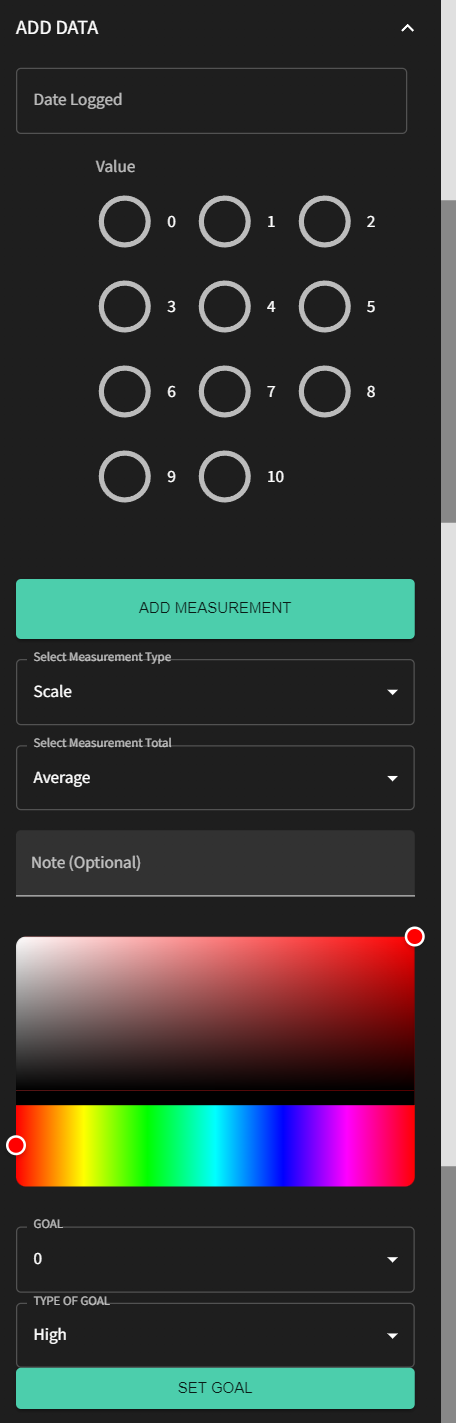 ADD DATA
Date Logged
Value
0 1 2
3 4 5
6 7 8
9 10
ADD MEASUREMENT
Select Measurement Type
Scale
Select Measurement Total
Average
Note (Optional)
GOAL
0
TYPE OF GOAL
High
SET GOAL